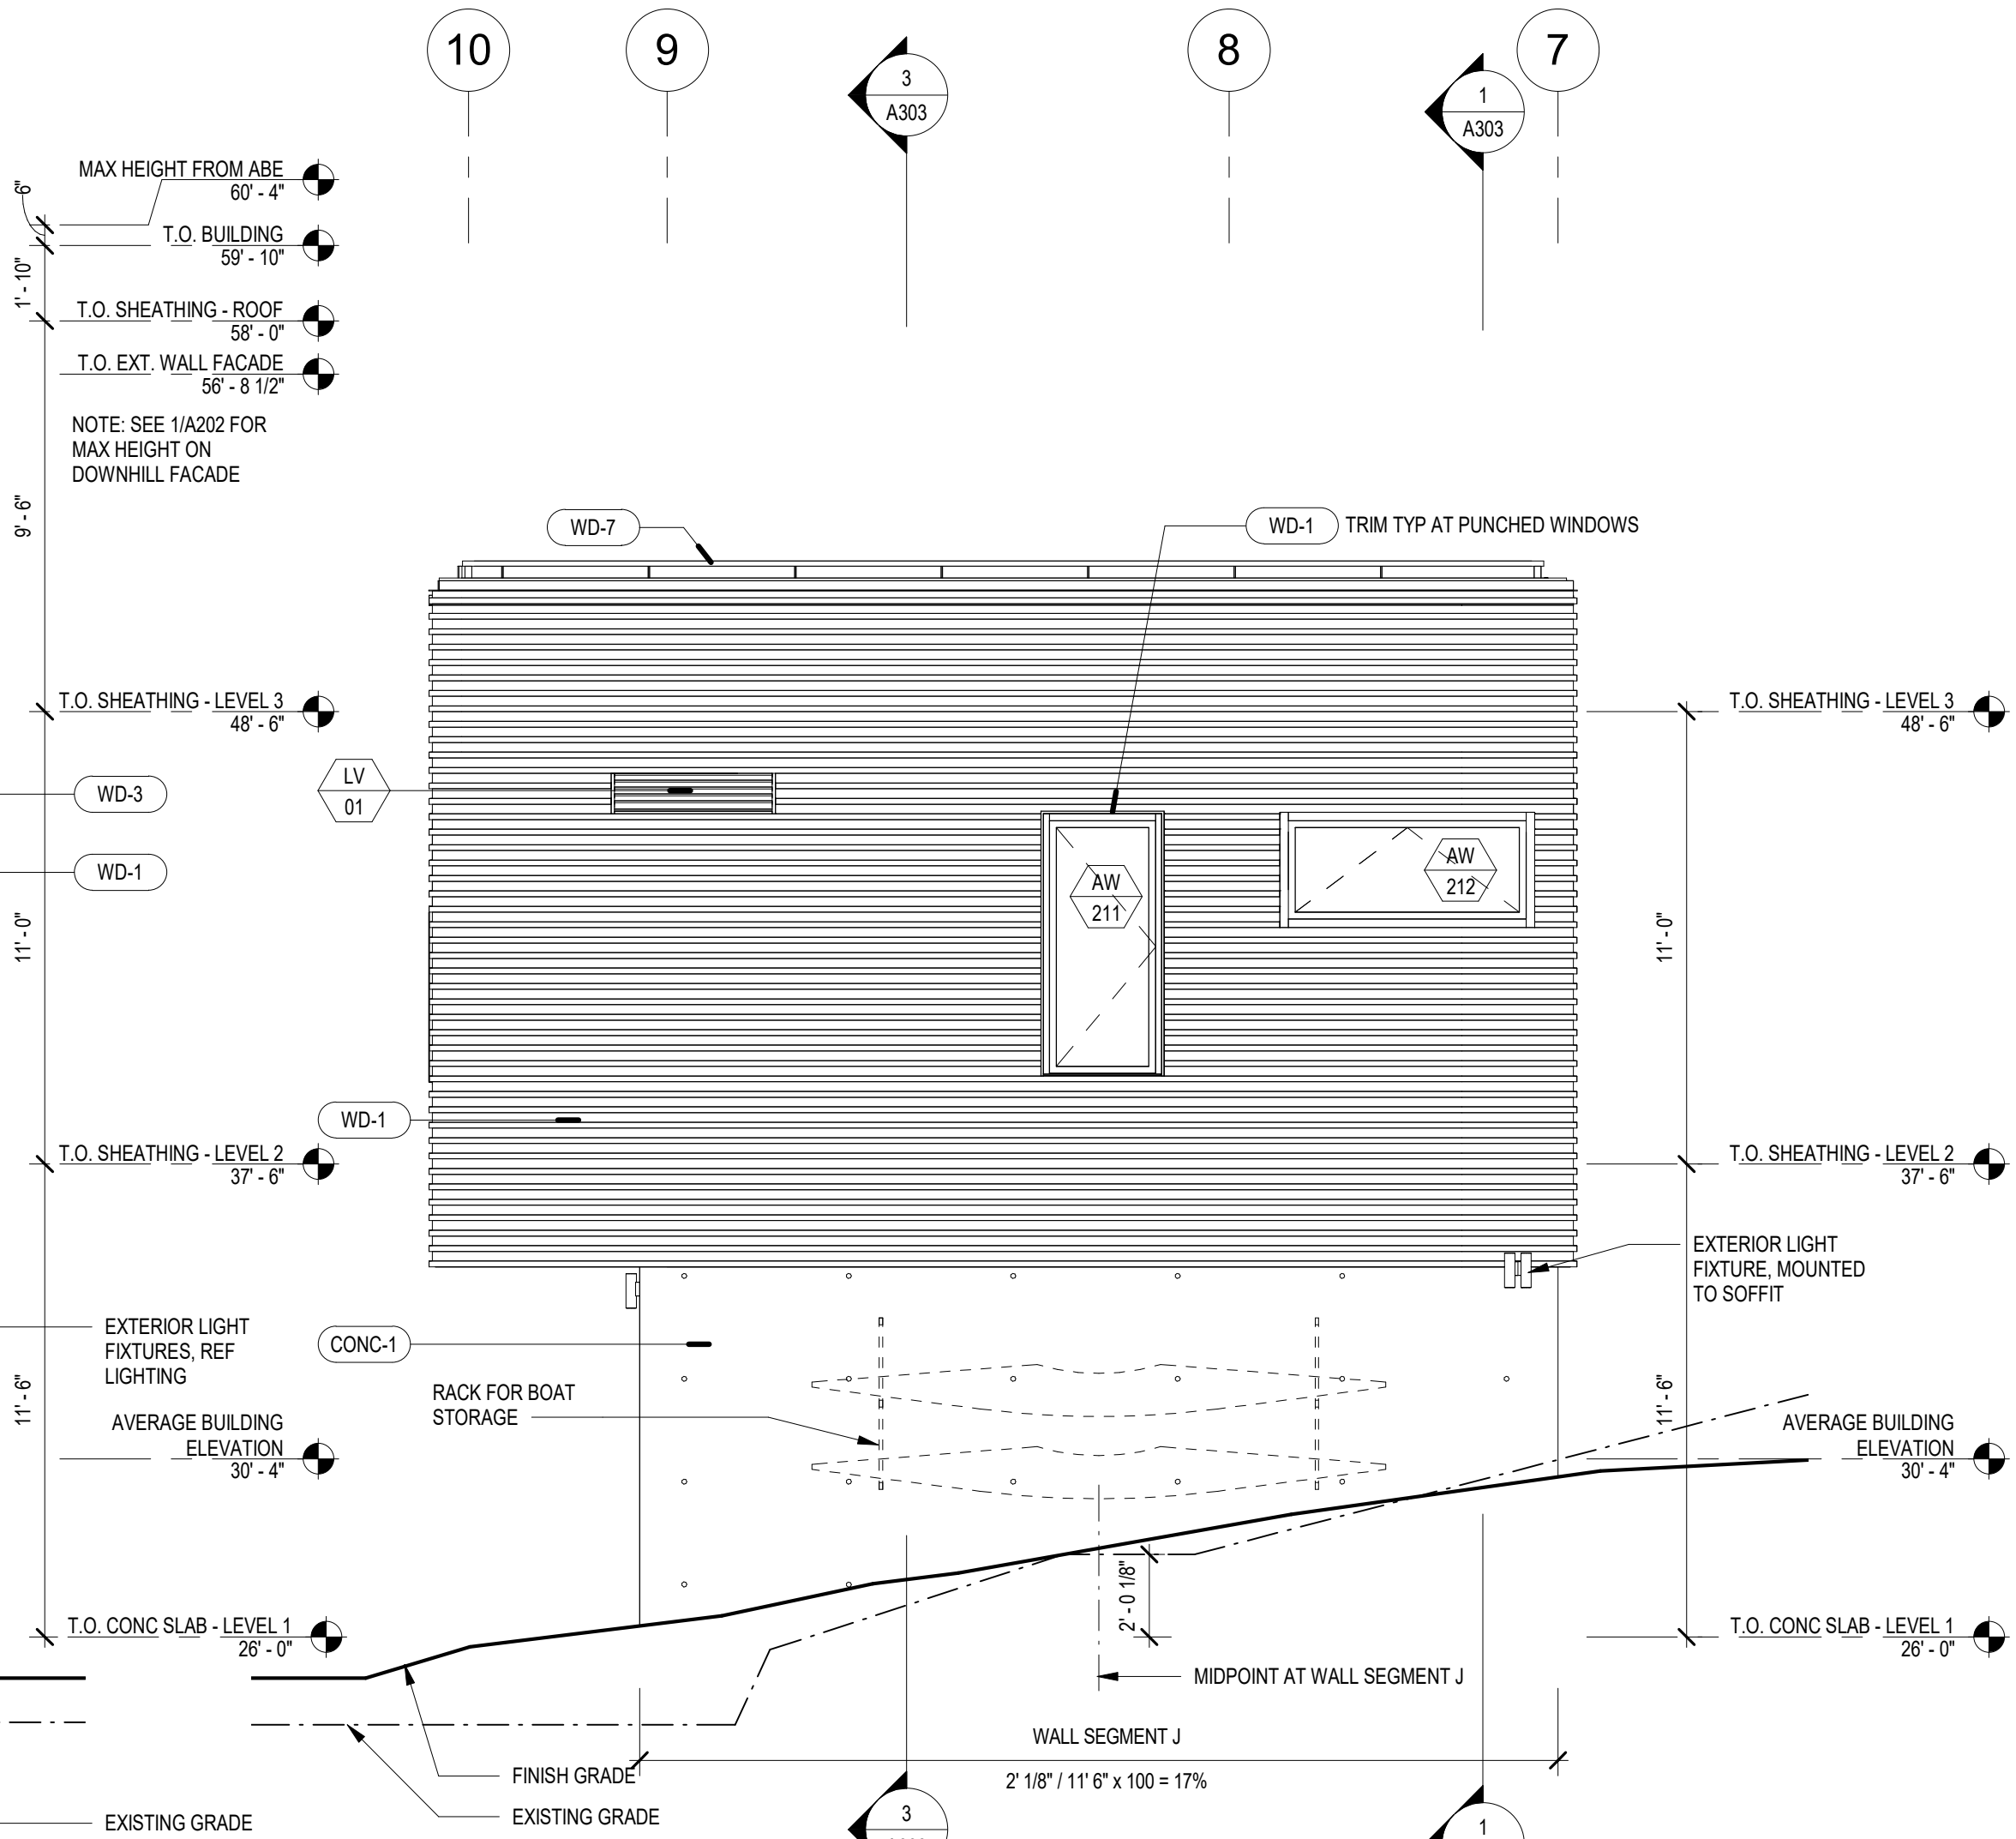 10
9
8
7
3
A303
1
A303
MAX HEIGHT FROM ABE
60' - 4"
6"
T.O. BUILDING
59' - 10"
1' - 10"
T.O. SHEATHING - ROOF
58' - 0"
T.O. EXT. WALL FACADE
56' - 8 1/2"
NOTE: SEE 1/A202 FOR
MAX HEIGHT ON
DOWNHILL FACADE
9' - 6"
WD-7
WD-1
TRIM TYP AT PUNCHED WINDOWS
T.O. SHEATHING - LEVEL 3
48' - 6"
T.O. SHEATHING - LEVEL 3
48' - 6"
WD-3
LV
01
WD-1
AW
211
AW
212
11' - 0"
11' - 0"
WD-1
T.O. SHEATHING - LEVEL 2
37' - 6"
T.O. SHEATHING - LEVEL 2
37' - 6"
EXTERIOR LIGHT
FIXTURE, MOUNTED
TO SOFFIT
EXTERIOR LIGHT
FIXTURES, REF
LIGHTING
CONC-1
RACK FOR BOAT
STORAGE
11' - 6"
11' - 6"
AVERAGE BUILDING
ELEVATION
30' - 4"
AVERAGE BUILDING
ELEVATION
30' - 4"
2' - 0 1/8"
T.O. CONC SLAB - LEVEL 1
26' - 0"
T.O. CONC SLAB - LEVEL 1
26' - 0"
MIDPOINT AT WALL SEGMENT J
WALL SEGMENT J
2' 1/8" / 11' 6" x 100 = 17%
FINISH GRADE
EXISTING GRADE
EXISTING GRADE
3
1